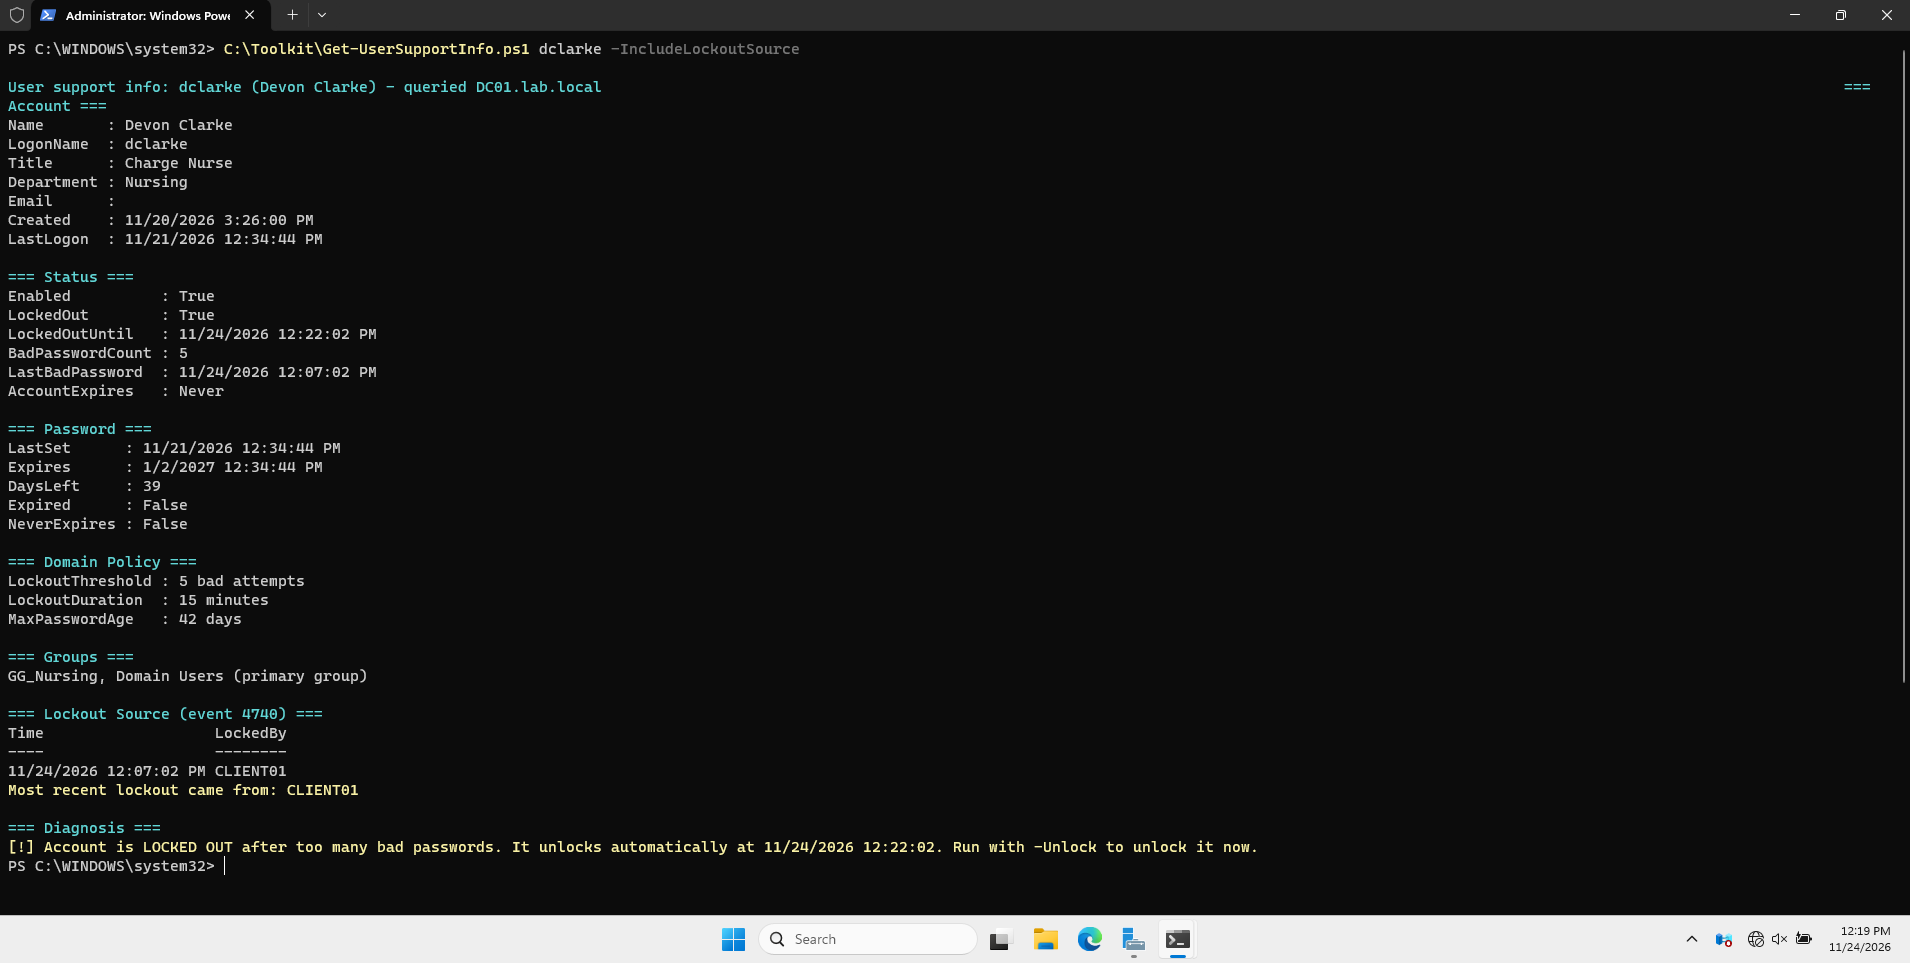 Administrator: Windows Powe
PS C:\WINDOWS\system32> C:\Toolkit\Get-UserSupportInfo.ps1 dclarke -IncludeLockoutSource
User support info: dclarke (Devon Clarke) - queried DC01.lab.local ===
Account ===
Name : Devon Clarke
LogonName : dclarke
Title : Charge Nurse
Department : Nursing
Email :
Created : 11/20/2026 3:26:00 PM
LastLogon : 11/21/2026 12:34:44 PM
=== Status ===
Enabled : True
LockedOut : True
LockedOutUntil : 11/24/2026 12:22:02 PM
BadPasswordCount : 5
LastBadPassword : 11/24/2026 12:07:02 PM
AccountExpires : Never
=== Password ===
LastSet : 11/21/2026 12:34:44 PM
Expires : 1/2/2027 12:34:44 PM
DaysLeft : 39
Expired : False
NeverExpires : False
=== Domain Policy ===
LockoutThreshold : 5 bad attempts
LockoutDuration : 15 minutes
MaxPasswordAge : 42 days
=== Groups ===
GG_Nursing, Domain Users (primary group)
=== Lockout Source (event 4740) ===
Time LockedBy
---- --------
11/24/2026 12:07:02 PM CLIENT01
Most recent lockout came from: CLIENT01
=== Diagnosis ===
[!] Account is LOCKED OUT after too many bad passwords. It unlocks automatically at 11/24/2026 12:22:02. Run with -Unlock to unlock it now.
PS C:\WINDOWS\system32>
Search
12:19 PM
11/24/2026